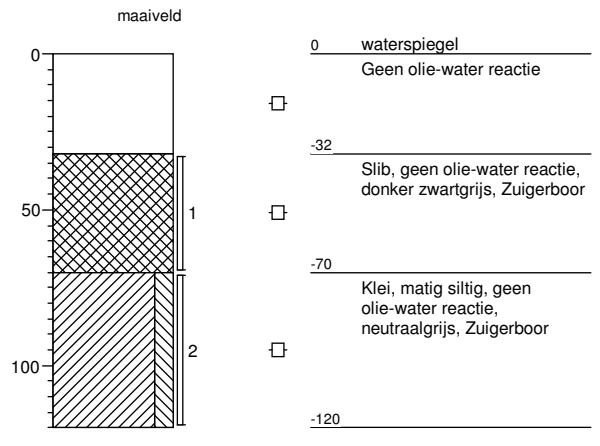 maaiveld
0
50
100
1
2
0 waterspiegel
Geen olie-water reactie
-32
Slib, geen olie-water reactie,
donker zwartgrijs, Zuigerboor
-70
Klei, matig siltig, geen
olie-water reactie,
neutraalgrijs, Zuigerboor
-120